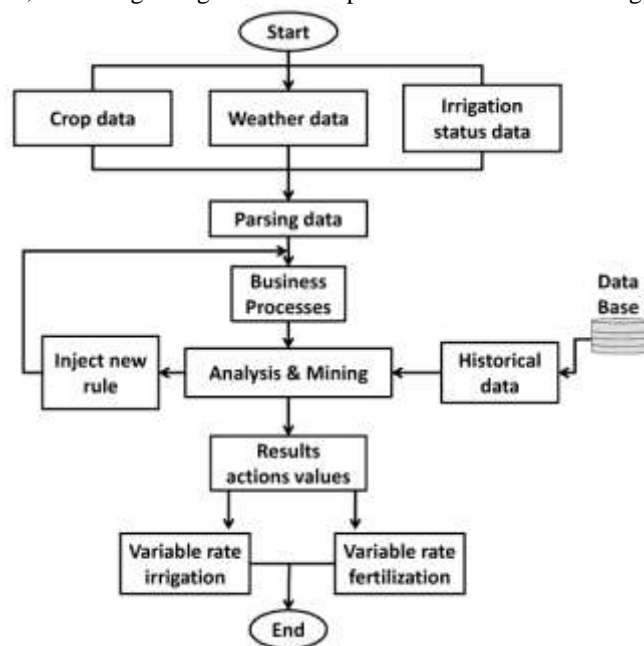 Start
Crop data
Weather data
Irrigation
status data
Parsing data
Business
Processes
Data
Base
Inject new
rule
Analysis & Mining
Historical
data
Results
actions values
Variable rate
irrigation
Variable rate
fertilization
End